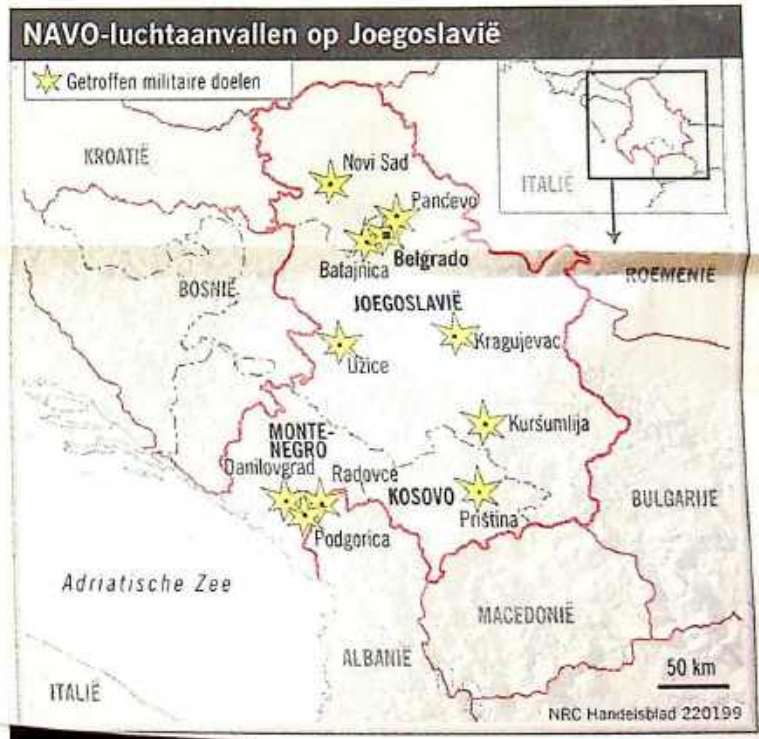 NAVO-luchtaanvallen op Joegoslavië
Getroffen militaire doelen
KROATIË
Novi Sad
ITALIË
Pančevo
Batajnica
Belgrado
ROEMENIË
BOSNIË
JOEGOSLAVIË
Kragujevac
Užice
Kuršumlija
MONTE-
NEGRO
Danilovgrad
Radovce
KOSOVO
Priština
BULGARIJE
Podgorica
Adriatische Zee
MACEDONIË
ALBANIË
50 km
ITALIË
NRC Handelsblad 220199